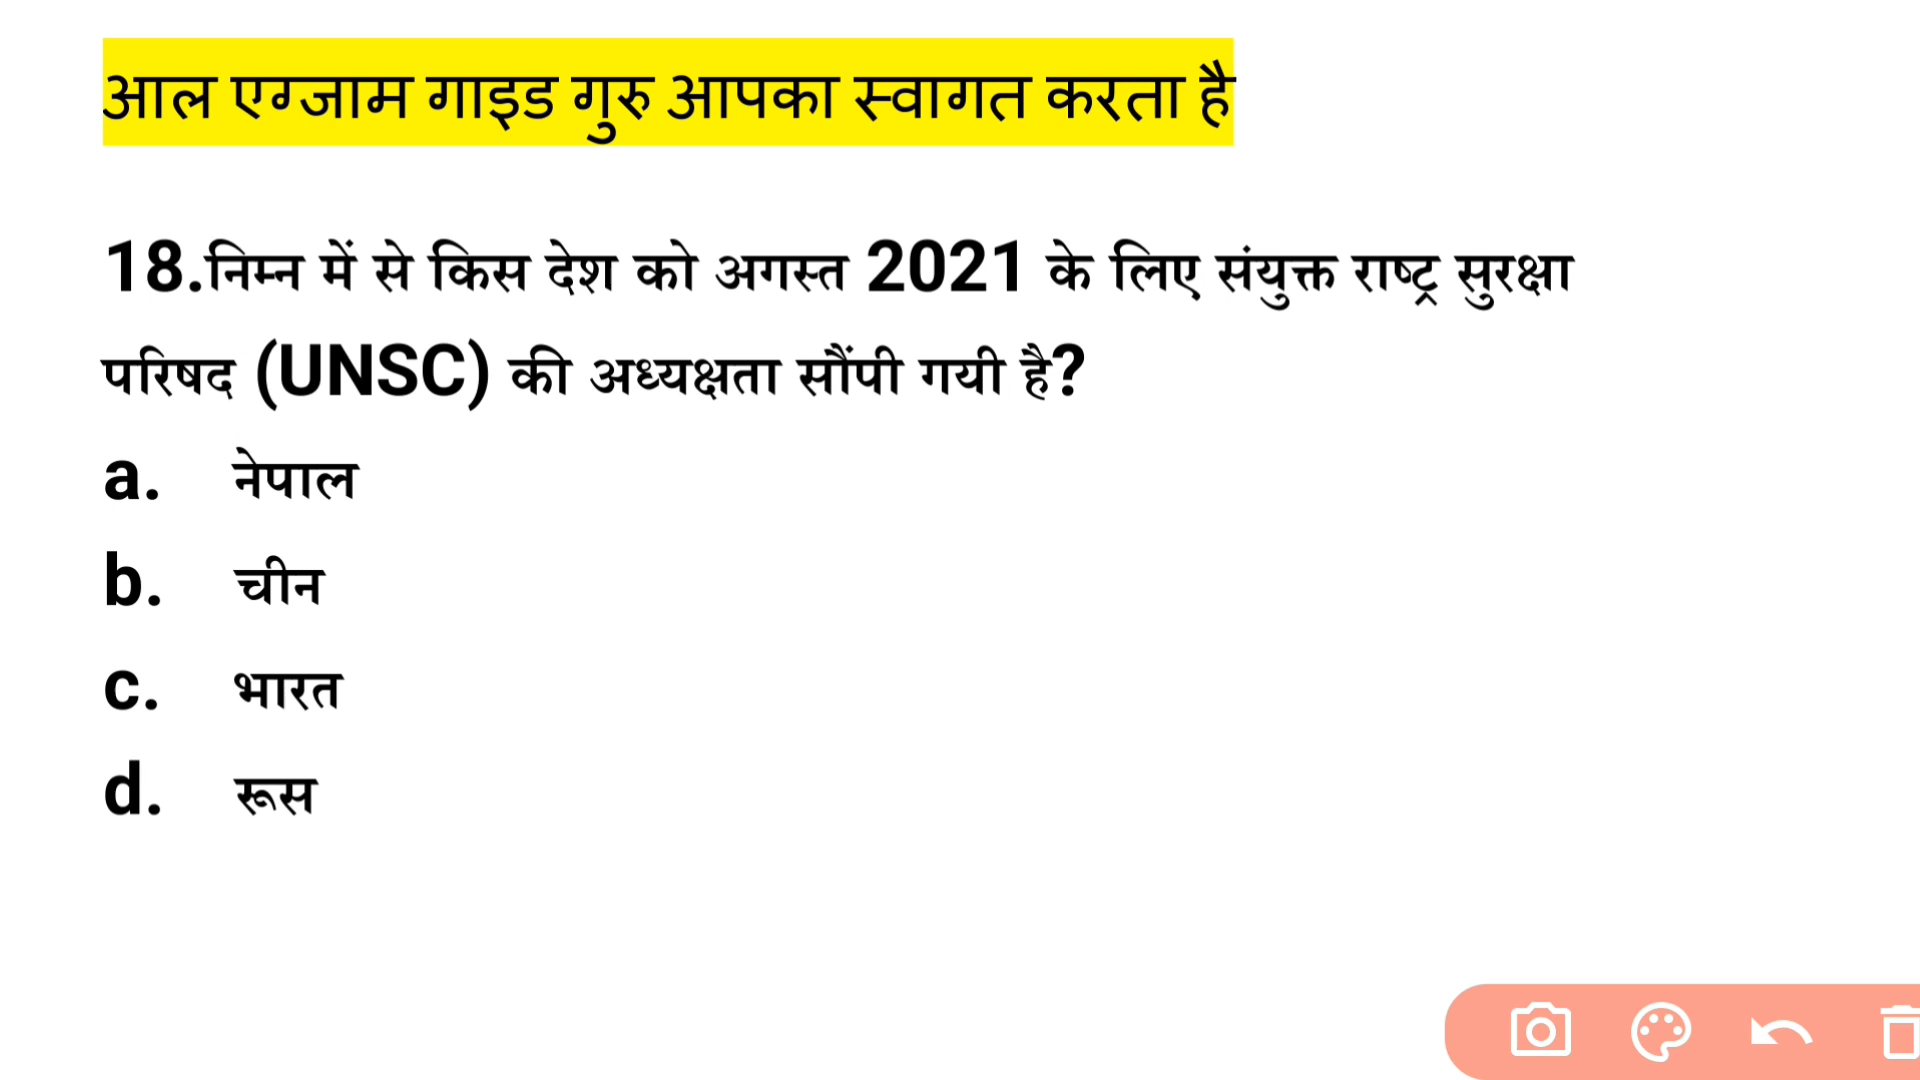 आल एग्जाम गाइड गुरु आपका स्वागत करता है
18.निम्न में से किस देश को अगस्त 2021 के लिए संयुक्त राष्ट्र सुरक्षा
परिषद (UNSC) की अध्यक्षता सौंपी गयी है?
a. नेपाल
b. चीन
c. भारत
d. रूस